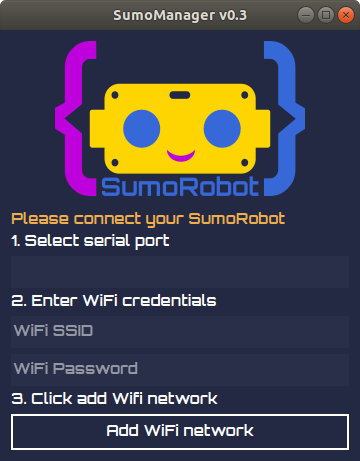 SumoManager v0.3
SumoRobot
Please connect your SumoRobot
1. Select serial port
2. Enter WiFi credentials
WiFi SSID
WiFi Password
3. Click add Wifi network
Add WiFi network